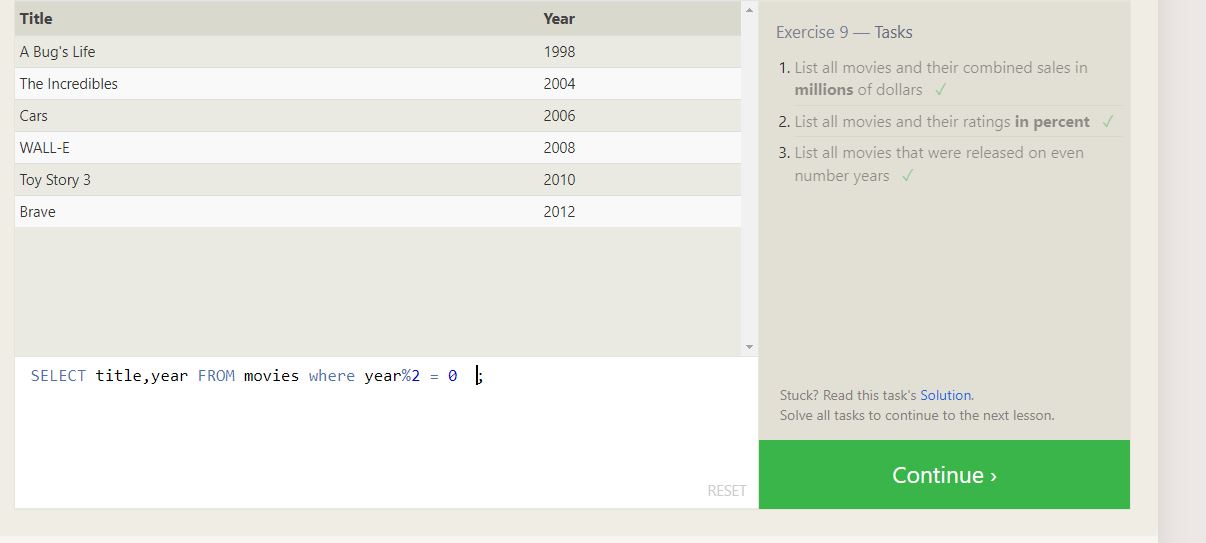 Title Year
A Bug's Life 1998
The Incredibles 2004
Cars 2006
WALL-E 2008
Toy Story 3 2010
Brave 2012
SELECT title,year FROM movies where year%2 = 0 ;
RESET
Exercise 9 — Tasks
1. List all movies and their combined sales in
millions of dollars ✓
2. List all movies and their ratings in percent ✓
3. List all movies that were released on even
number years ✓
Stuck? Read this task's Solution.
Solve all tasks to continue to the next lesson.
Continue ›